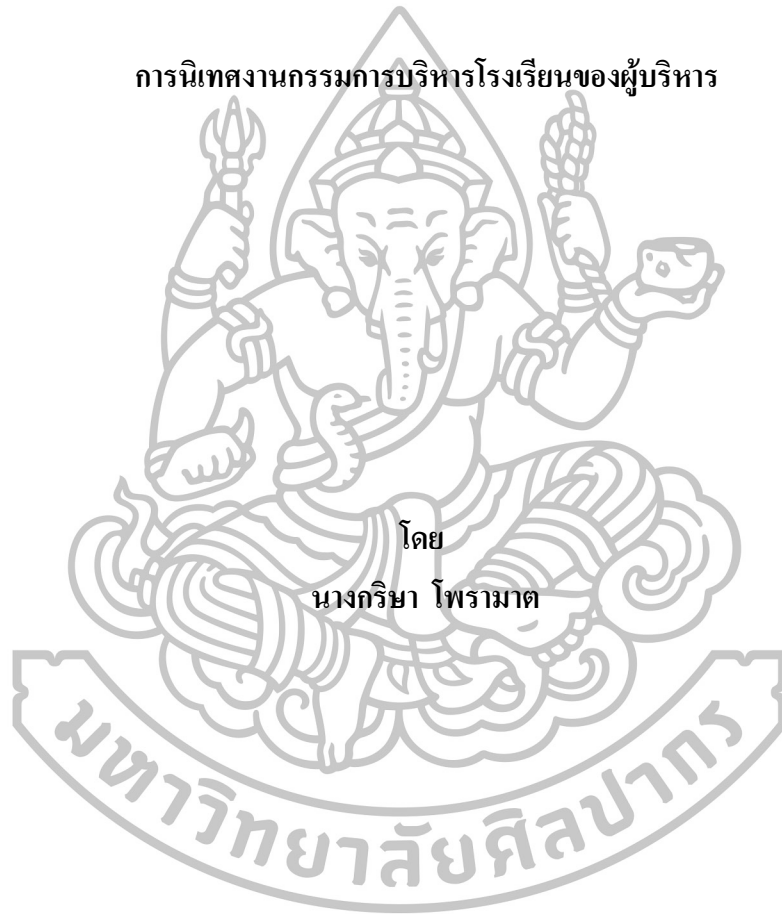 การนิเทศงานกรรมการบริหารโรงเรียนของผู้บริหาร
โดย
นางกริษา โพรามาต
มหาวิทยาลัยศิลปากร